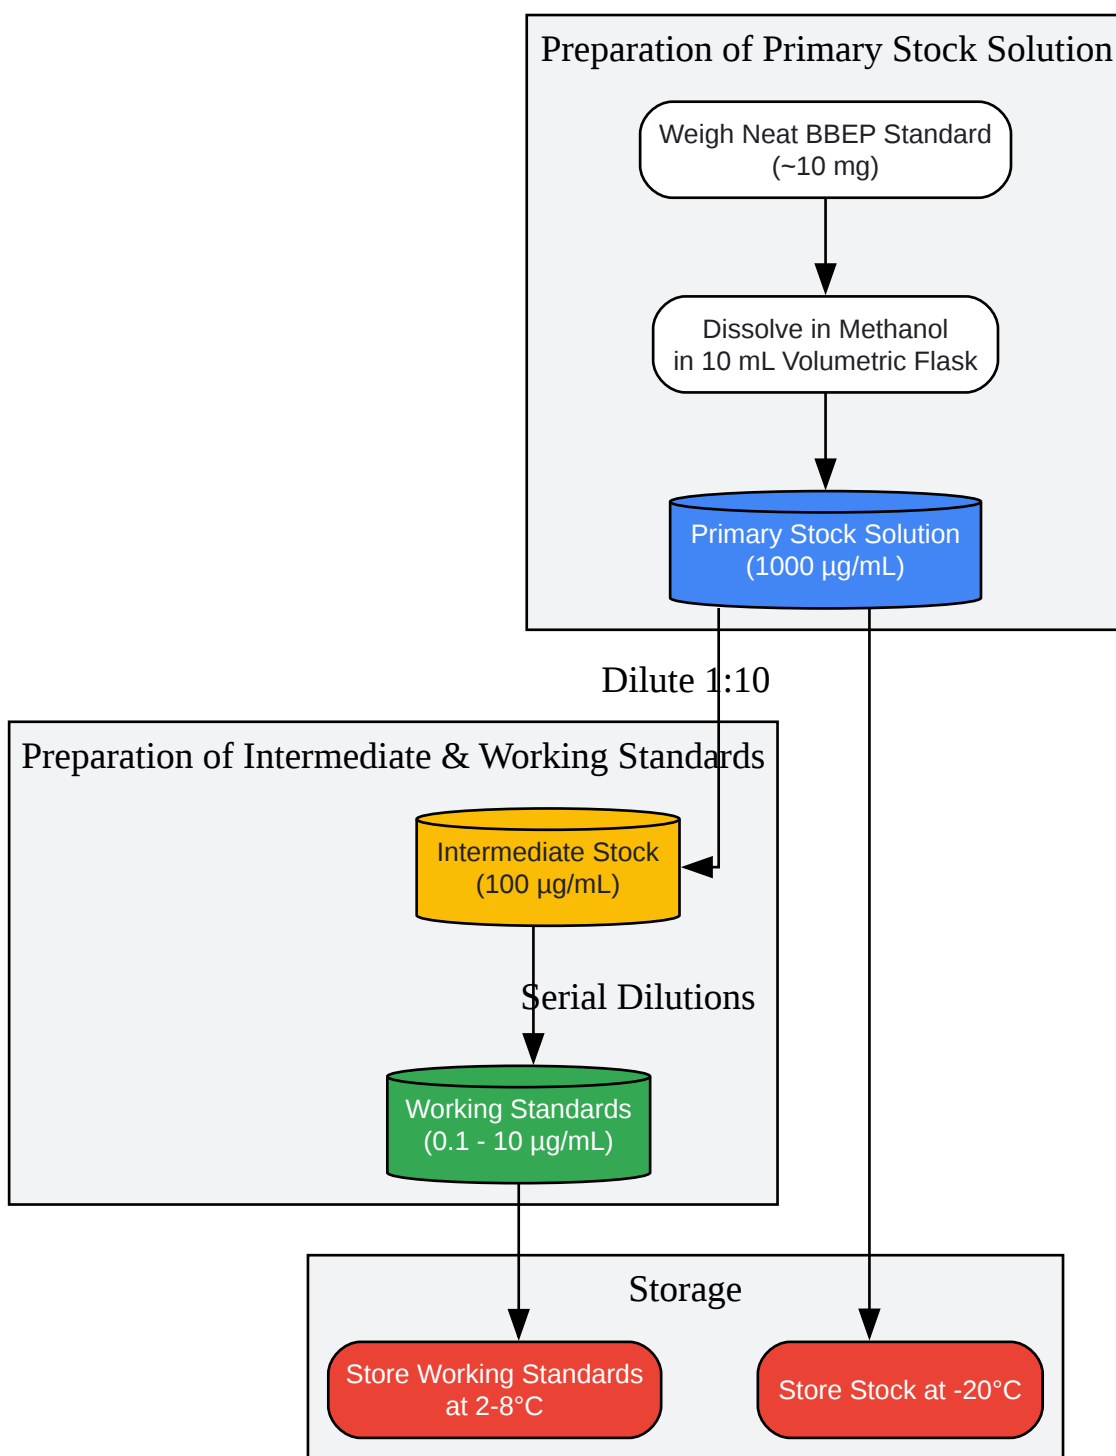 Preparation of Primary Stock Solution
Weigh Neat BBEP Standard
(~10 mg)
Dissolve in Methanol
in 10 mL Volumetric Flask
Primary Stock Solution
(1000 µg/mL)
Dilute 1:10
Preparation of Intermediate & Working Standards
Intermediate Stock
(100 µg/mL)
Serial Dilutions
Working Standards
(0.1 - 10 µg/mL)
Storage
Store Working Standards
at 2-8°C
Store Stock at -20°C